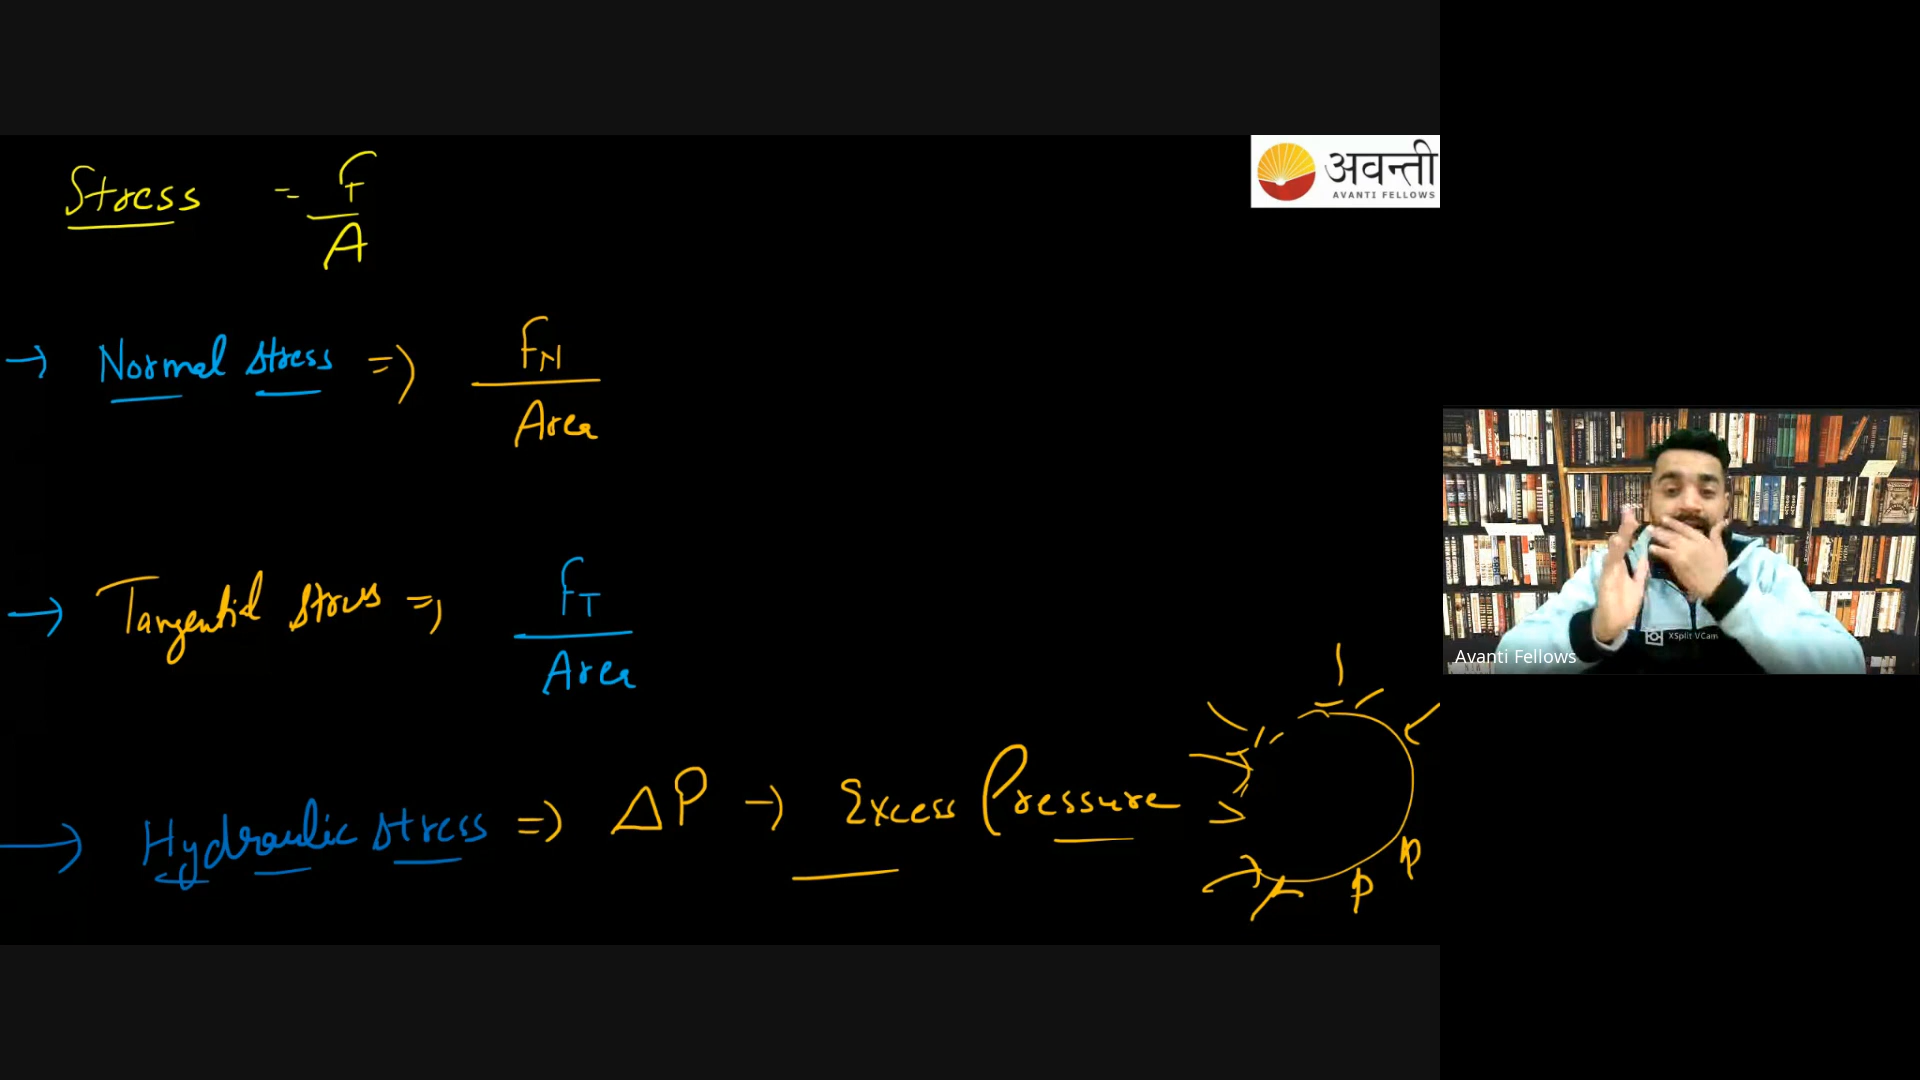 Stress = F/A
अवन्ती
AVANTI FELLOWS
→ Normal stress ⇒ F_N/Area
→ Tangential stress ⇒ F_T/Area
→ Hydraulic stress ⇒ ΔP → Excess Pressure
P
P
XSplit VCam
Avanti Fellows